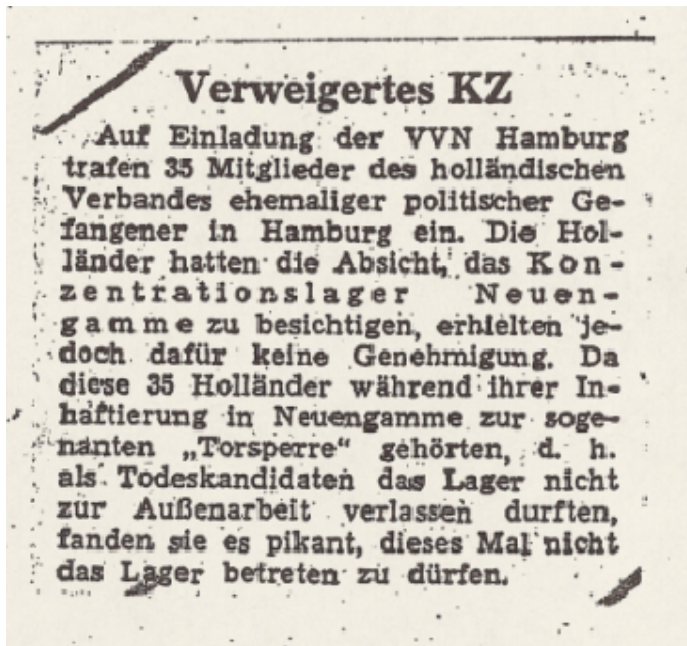 Verweigertes KZ
Auf Einladung der VVN Hamburg
trafen 35 Mitglieder des holländischen
Verbandes ehemaliger politischer Ge-
fangener in Hamburg ein. Die Hol-
länder hatten die Absicht, das Kon-
zentrationslager Neuen-
gamme zu besichtigen, erhielten je-
doch dafür keine Genehmigung. Da
diese 35 Holländer während ihrer In-
haftierung in Neuengamme zur soge-
nanten „Torsperre“ gehörten, d. h.
als Todeskandidaten das Lager nicht
zur Außenarbeit verlassen durften,
fanden sie es pikant, dieses Mal nicht
das Lager betreten zu dürfen.